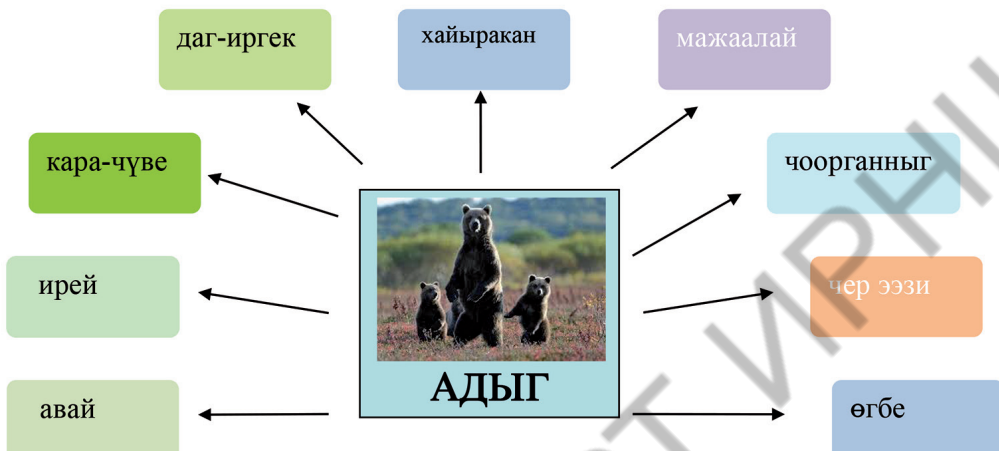 даг-иргек
хайыракан
мажаалай
кара-чүве
чоорганныг
ирей
чер ээзи
АДЫГ
авай
өгбе